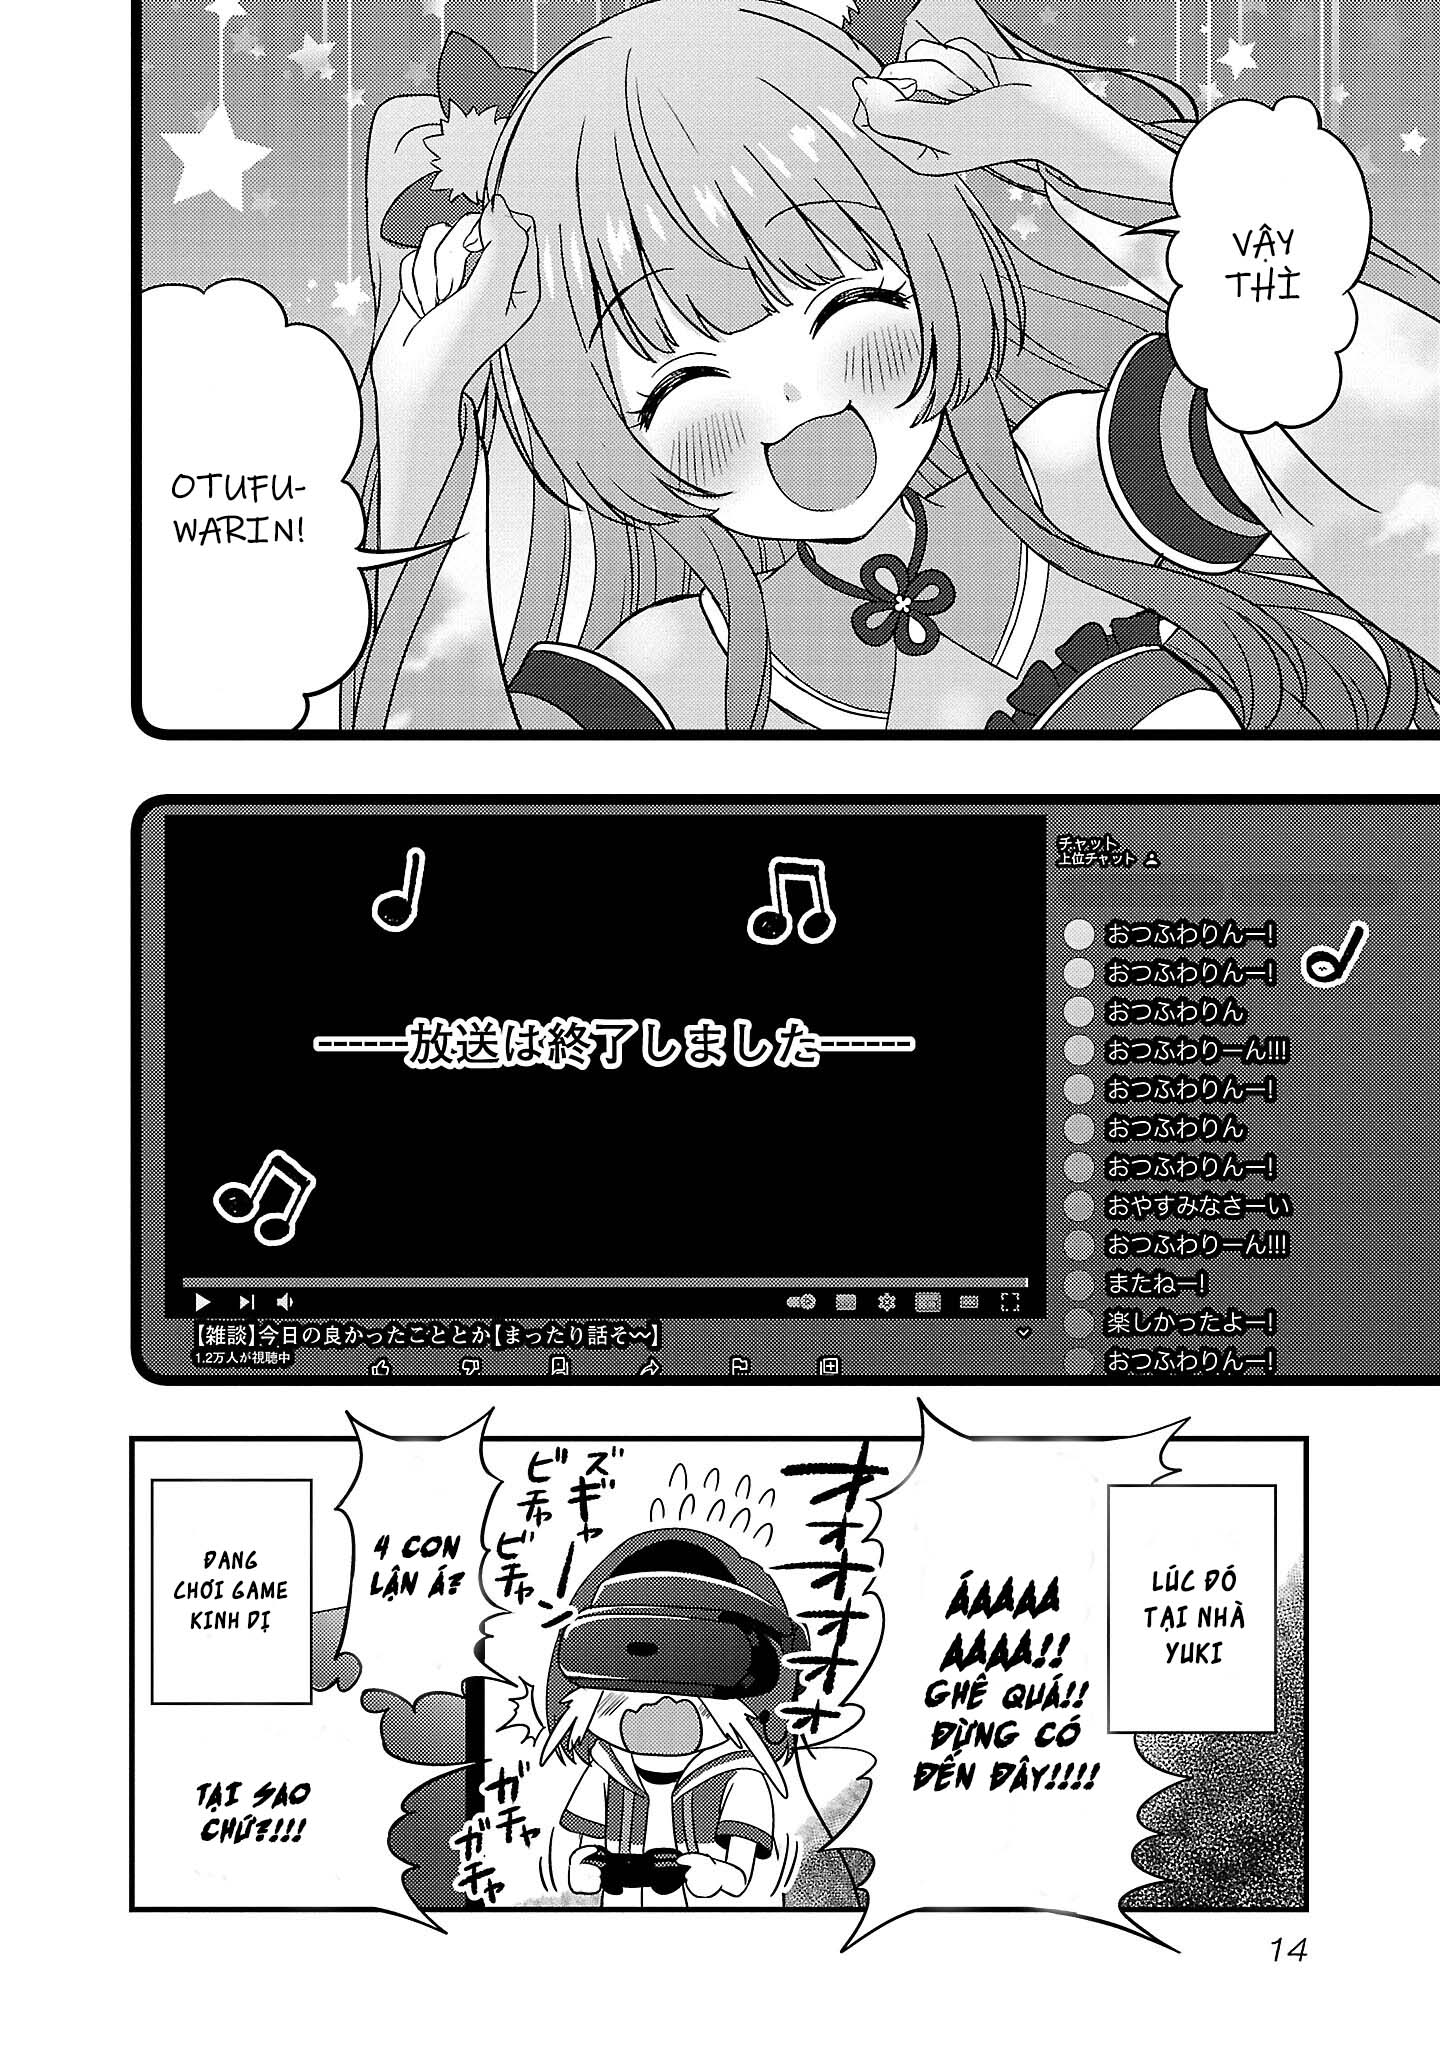 VẬY
THÌ
OTUFU-
WARIN!
チャット
上位チャット
おつふわりんー!
おつふわりんー!
おつふわりん
おつふわりーん!!!
おつふわりんー!
おつふわりん
おつふわりんー!
おやすみなさーい
おつふわりーん!!!
またねー!
楽しかったよー!
おつふわりんー!
------放送は終了しました------
【雑談】今日の良かったこととか【まったり話そ~~】
1.2万人が視聴中
LÚC ĐÓ
TẠI NHÀ
YUKI
ÁAAAA
AAAA!!
GHÊ QUÁ!!
ĐỪNG CÓ
ĐẾN ĐÂY!!!!
ズギャー
ビチャビチャン
ガチャガチャ
4 CON
LẬN Á?
ĐANG
CHƠI GAME
KINH DỊ
TẠI SAO
CHỨ?!!!
14